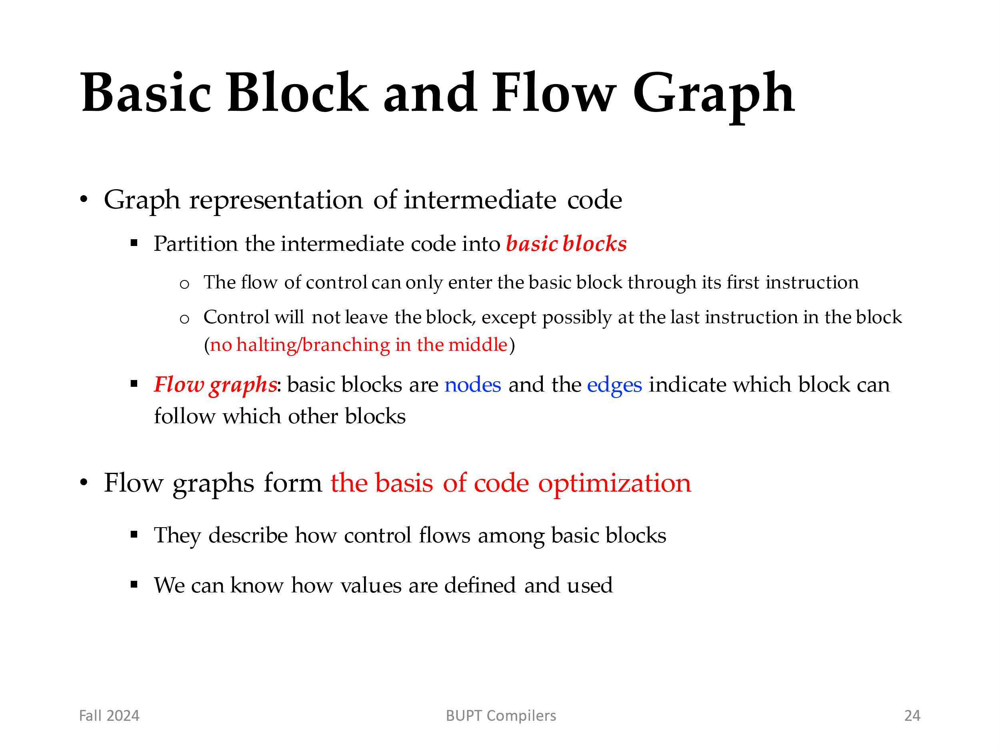 Basic Block and Flow Graph
• Graph representation of intermediate code
▪ Partition the intermediate code into basic blocks
o The flow of control can only enter the basic block through its first instruction
o Control will not leave the block, except possibly at the last instruction in the block
(no halting/branching in the middle)
▪ Flow graphs: basic blocks are nodes and the edges indicate which block can
follow which other blocks
• Flow graphs form the basis of code optimization
▪ They describe how control flows among basic blocks
▪ We can know how values are defined and used
Fall 2024 BUPT Compilers 24